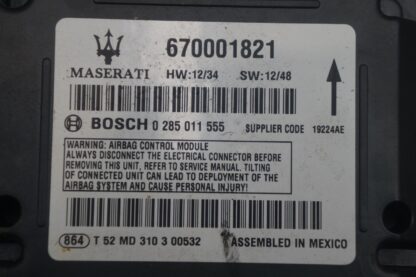 670001821
MASERATI HW:12/34 SW:12/48
BOSCH 0 285 011 555 SUPPLIER CODE 19224AE
WARNING: AIRBAG CONTROL MODULE
ALWAYS DISCONNECT THE ELECTRICAL CONNECTOR BEFORE
REMOVING THIS UNIT, REFER TO SERVICE MANUAL. TILTING
OF CONNECTED UNIT CAN LEAD TO DEPLOYMENT OF THE
AIRBAG SYSTEM AND CAUSE PERSONAL INJURY!
864 T 52 MD 310 3 00532 ASSEMBLED IN MEXICO